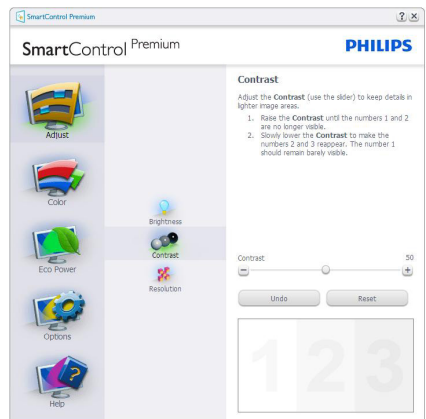 SmartControl Premium
SmartControl Premium
PHILIPS
Adjust
Color
Eco Power
Options
Help
Brightness
Contrast
Resolution
Contrast
Adjust the Contrast (use the slider) to keep details in
lighter image areas.
1. Raise the Contrast until the numbers 1 and 2
are no longer visible.
2. Slowly lower the Contrast to make the
numbers 2 and 3 reappear. The number 1
should remain barely visible.
Contrast 50
Undo Reset
1 2 3